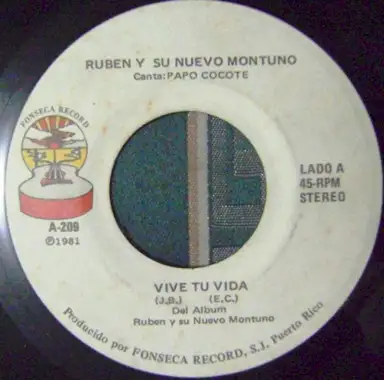 RUBEN Y SU NUEVO MONTUNO
Canta: PAPO COCOTE
FONSECA RECORD
A-209
℗1981
LADO A
45-RPM
STEREO
VIVE TU VIDA
(J.B.) (E.C.)
Del Album
Ruben y su Nuevo Montuno
Producido por FONSECA RECORD, S.J. Puerto Rico